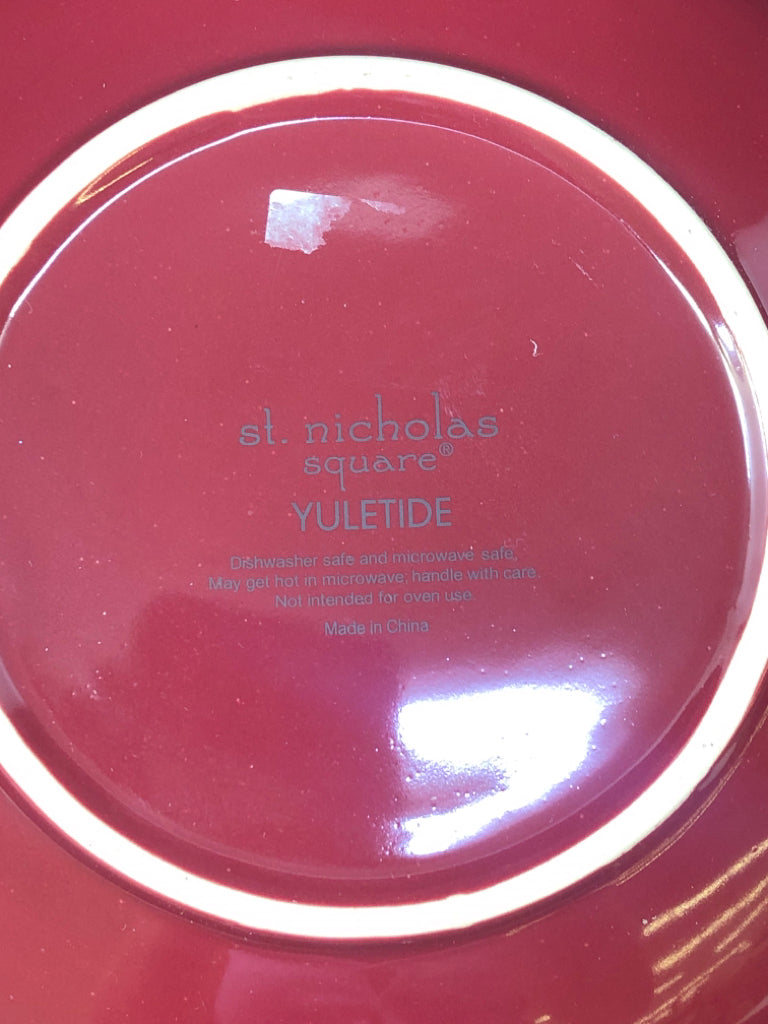 st. nicholas
square®
YULETIDE
Dishwasher safe and microwave safe,
May get hot in microwave; handle with care.
Not intended for oven use.
Made in China